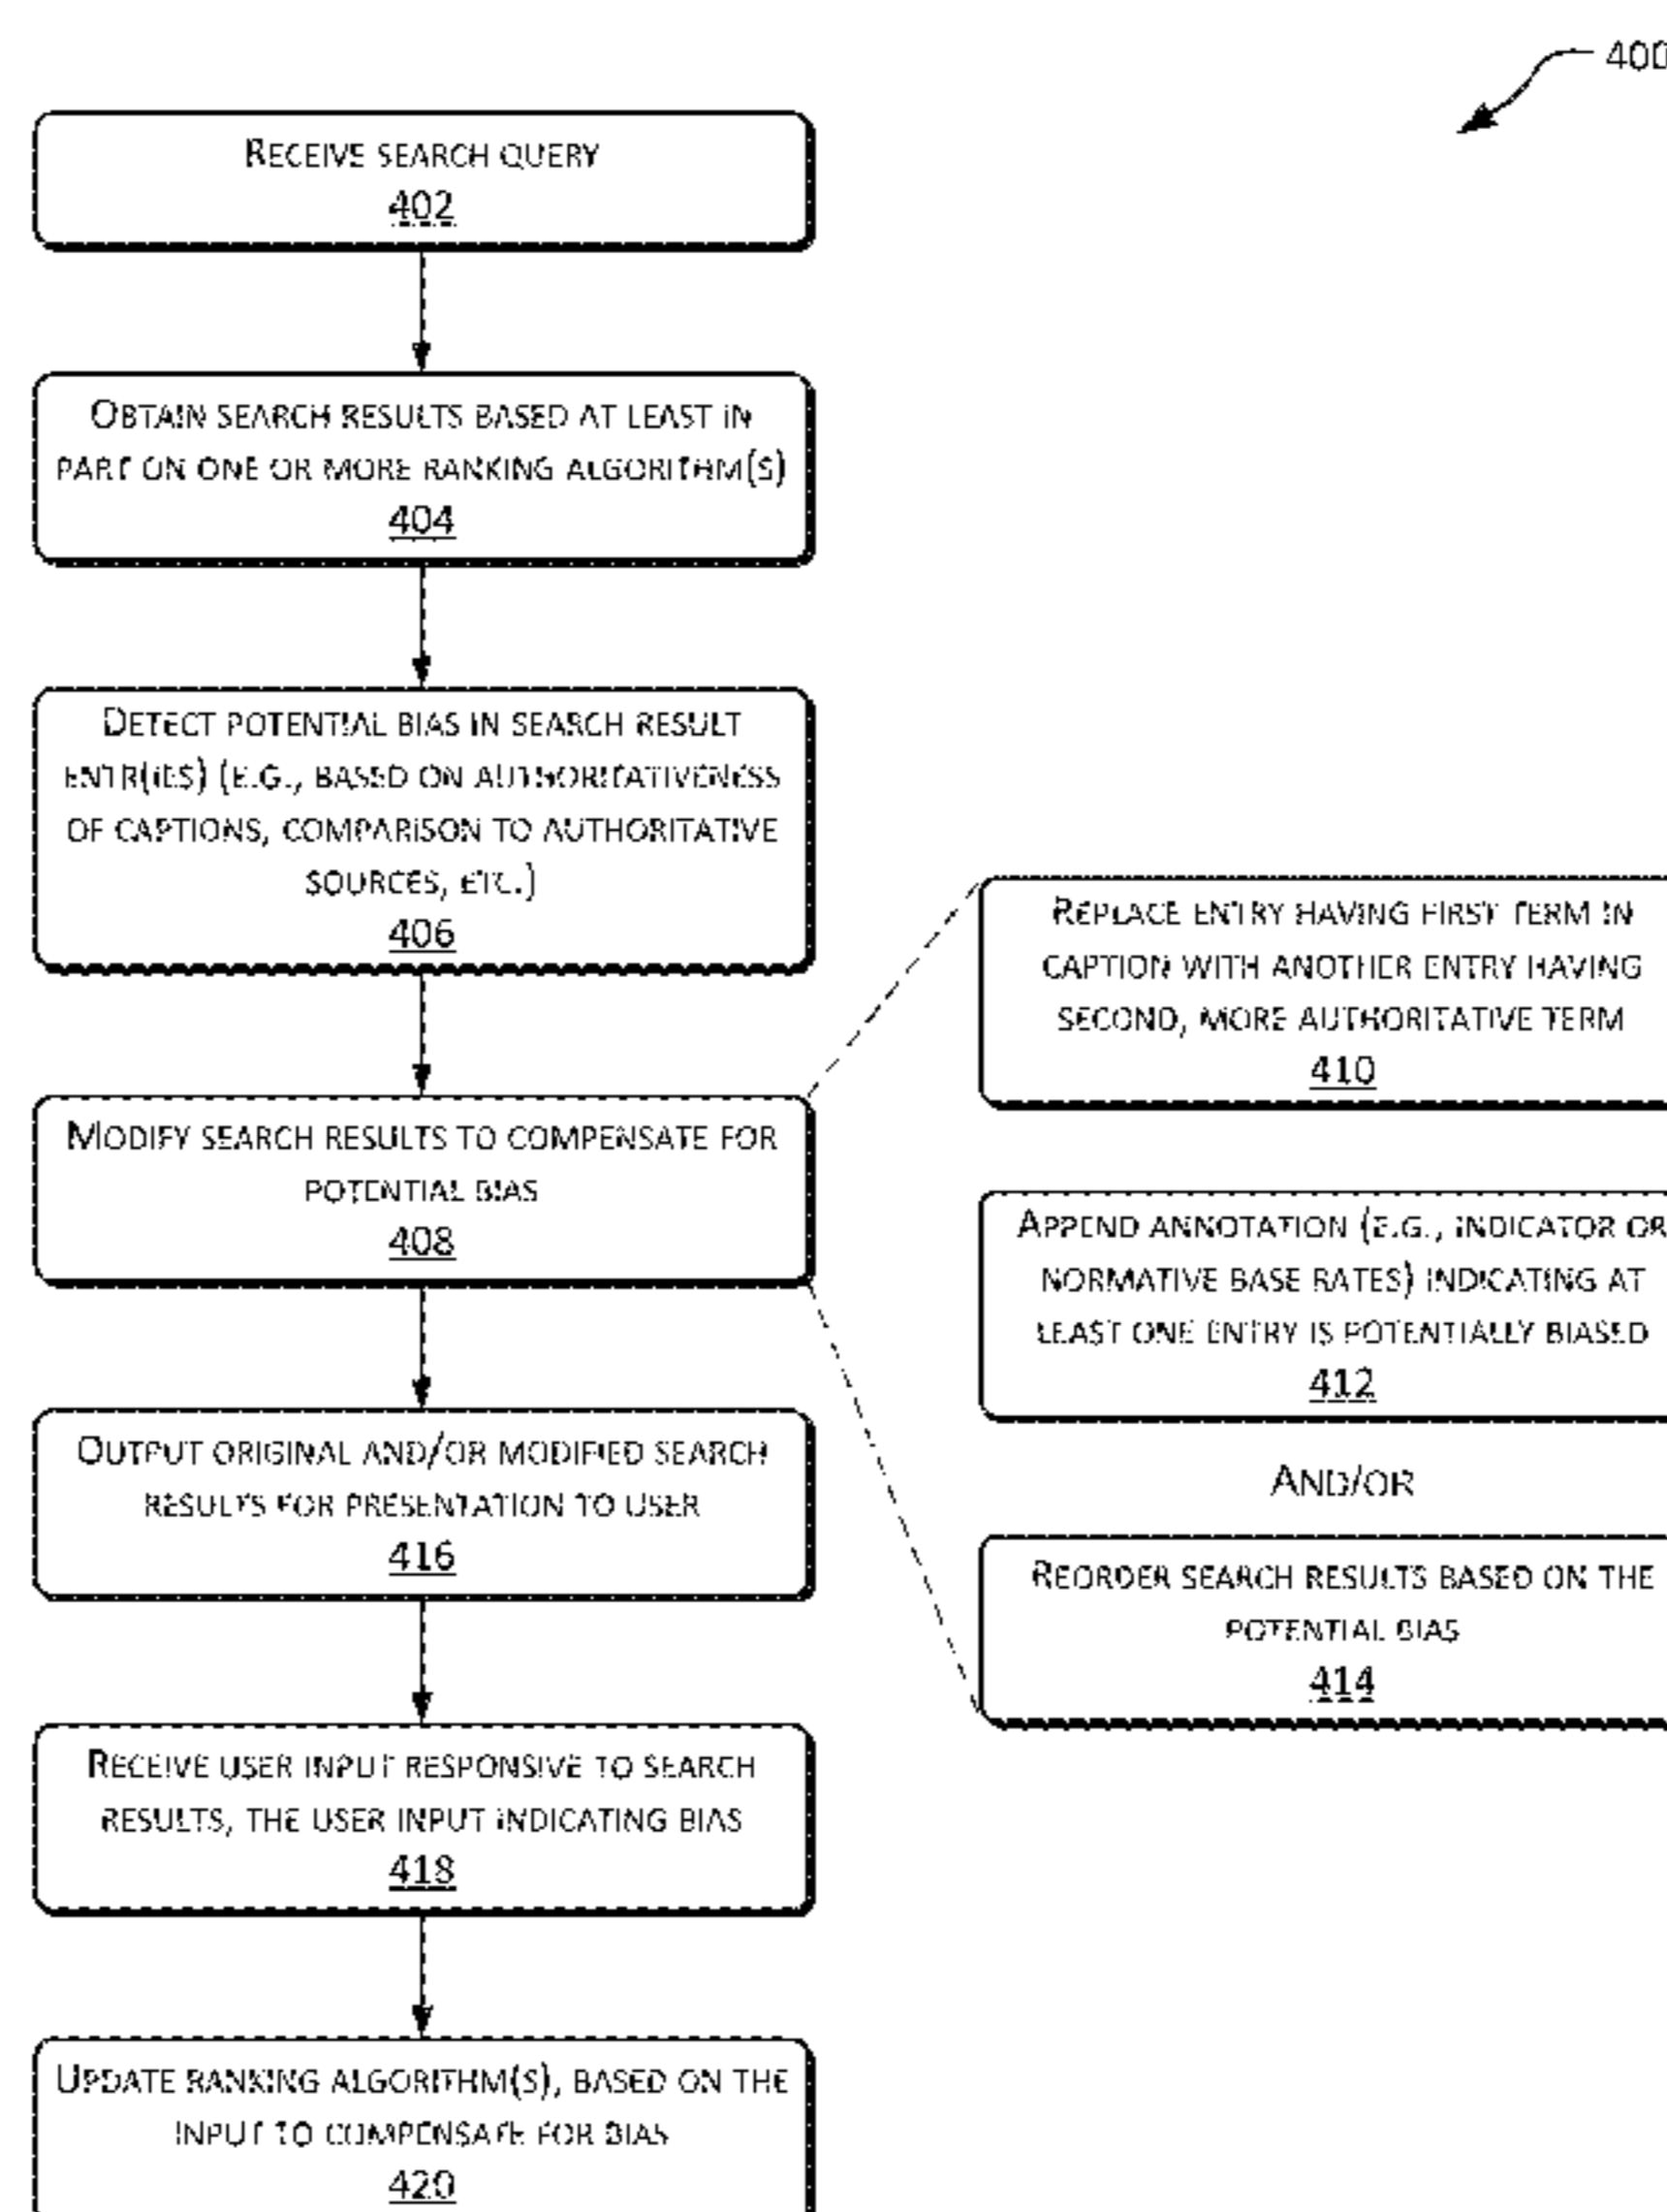 400
RECEIVE SEARCH QUERY
402
OBTAIN SEARCH RESULTS BASED AT LEAST IN
PART ON ONE OR MORE RANKING ALGORITHM(S)
404
DETECT POTENTIAL BIAS IN SEARCH RESULT
ENTR(IES) (E.G., BASED ON AUTHORITATIVENESS
OF CAPTIONS, COMPARISON TO AUTHORITATIVE
SOURCES, ETC.)
406
MODIFY SEARCH RESULTS TO COMPENSATE FOR
POTENTIAL BIAS
408
REPLACE ENTRY HAVING FIRST TERM IN
CAPTION WITH ANOTHER ENTRY HAVING
SECOND, MORE AUTHORITATIVE TERM
410
APPEND ANNOTATION (E.G., INDICATOR OR
NORMATIVE BASE RATES) INDICATING AT
LEAST ONE ENTRY IS POTENTIALLY BIASED
412
AND/OR
REORDER SEARCH RESULTS BASED ON THE
POTENTIAL BIAS
414
OUTPUT ORIGINAL AND/OR MODIFIED SEARCH
RESULTS FOR PRESENTATION TO USER
416
RECEIVE USER INPUT RESPONSIVE TO SEARCH
RESULTS, THE USER INPUT INDICATING BIAS
418
UPDATE RANKING ALGORITHM(S), BASED ON THE
INPUT TO COMPENSATE FOR BIAS
420